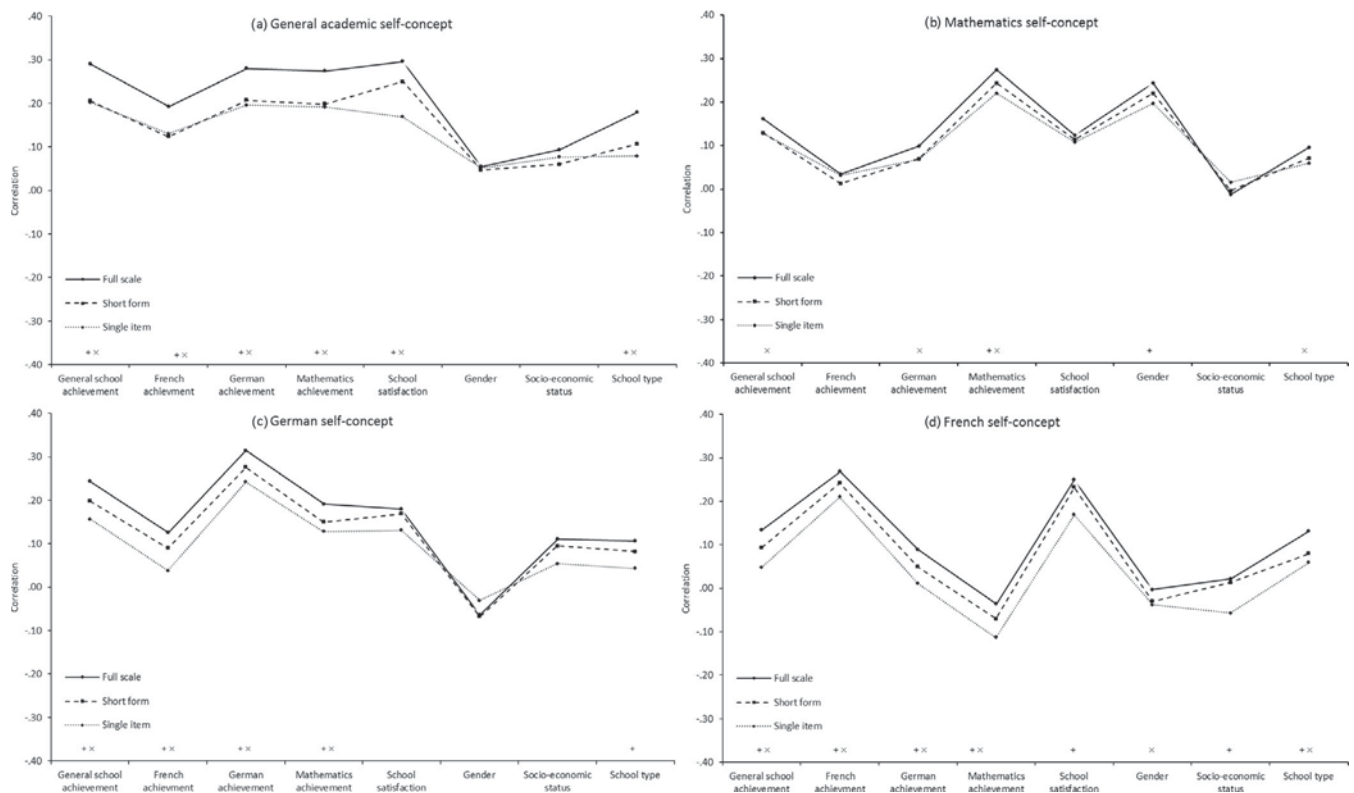 (a) General academic self-concept
.40
.30
.20
.10
.00
-.10
-.20
-.30
-.40
Correlation
Full scale
Short form
Single item
+ × + × + × + × + × + ×
General school achievement
French achievment
German achievement
Mathematics achievement
School satisfaction
Gender
Socio-economic status
School type
(b) Mathematics self-concept
.40
.30
.20
.10
.00
-.10
-.20
-.30
-.40
Correlation
Full scale
Short form
Single item
× × + × + ×
General school achievement
French achievment
German achievement
Mathematics achievement
School satisfaction
Gender
Socio-economic status
School type
(c) German self-concept
.40
.30
.20
.10
.00
-.10
-.20
-.30
-.40
Correlation
Full scale
Short form
Single item
+ × + × + × + × +
General school achievement
French achievment
German achievement
Mathematics achievement
School satisfaction
Gender
Socio-economic status
School type
(d) French self-concept
.40
.30
.20
.10
.00
-.10
-.20
-.30
-.40
Correlation
Full scale
Short form
Single item
+ × + × + × + × + × + + ×
General school achievement
French achievment
German achievement
Mathematics achievement
School satisfaction
Gender
Socio-economic status
School type